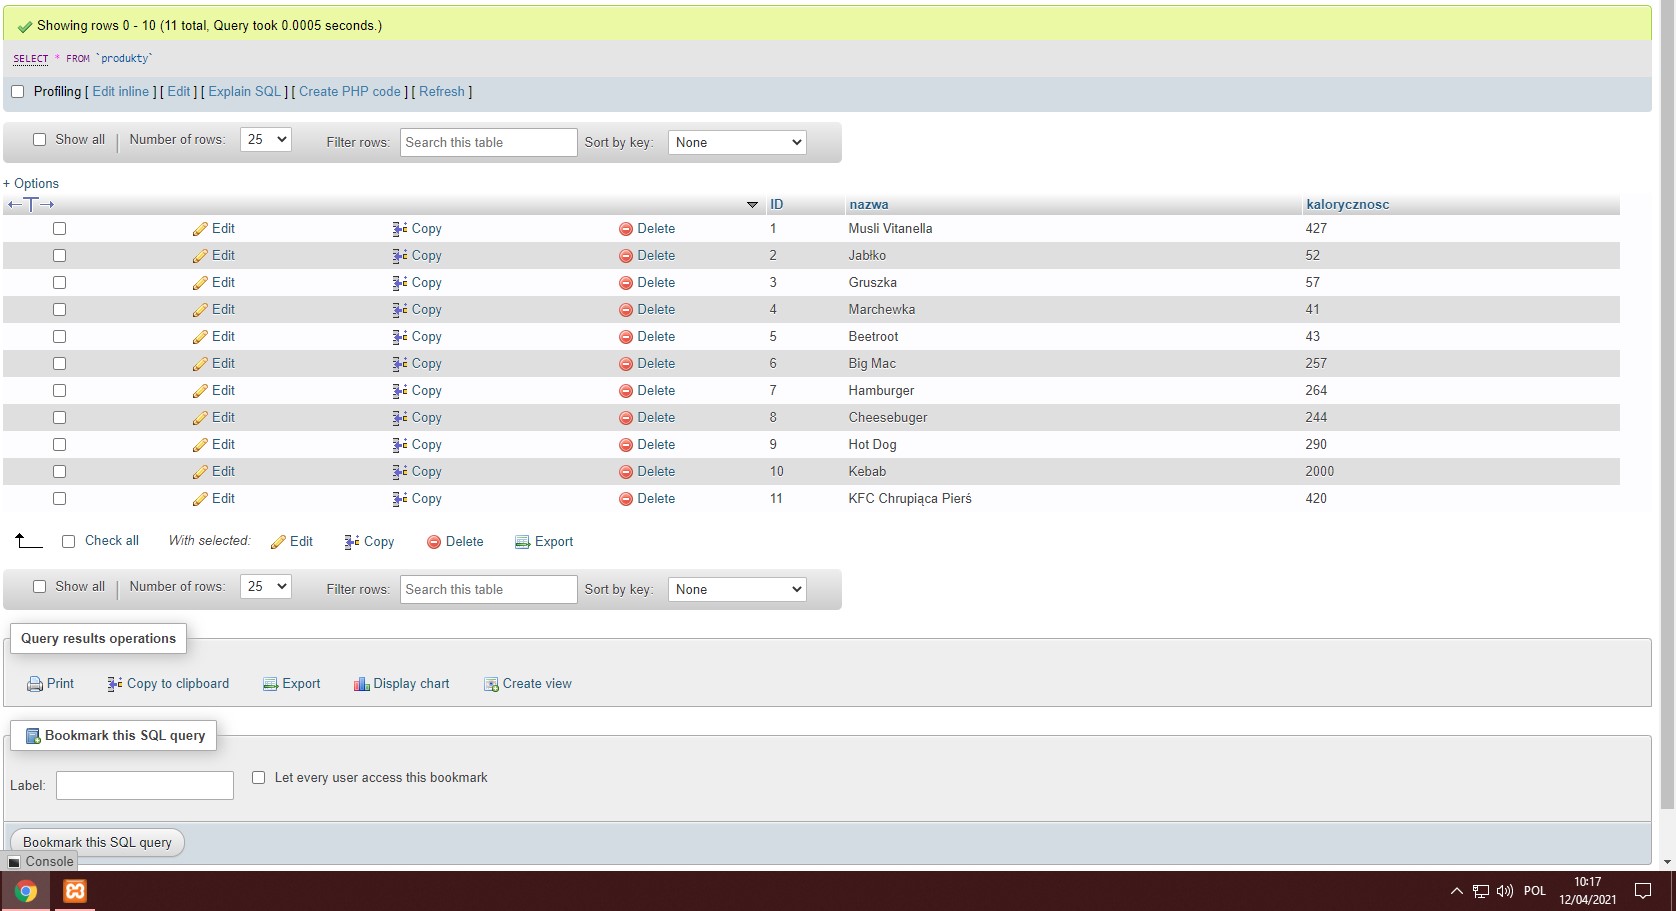 Showing rows 0 - 10 (11 total, Query took 0.0005 seconds.)
SELECT * FROM `produkty`
Profiling [ Edit inline ] [ Edit ] [ Explain SQL ] [ Create PHP code ] [ Refresh ]
Show all | Number of rows: 25 Filter rows: Search this table Sort by key: None
+ Options
←T→ ID nazwa kalorycznosc
Edit Copy Delete 1 Musli Vitanella 427
Edit Copy Delete 2 Jabłko 52
Edit Copy Delete 3 Gruszka 57
Edit Copy Delete 4 Marchewka 41
Edit Copy Delete 5 Beetroot 43
Edit Copy Delete 6 Big Mac 257
Edit Copy Delete 7 Hamburger 264
Edit Copy Delete 8 Cheesebuger 244
Edit Copy Delete 9 Hot Dog 290
Edit Copy Delete 10 Kebab 2000
Edit Copy Delete 11 KFC Chrupiąca Pierś 420
Check all With selected: Edit Copy Delete Export
Show all | Number of rows: 25 Filter rows: Search this table Sort by key: None
Query results operations
Print Copy to clipboard Export Display chart Create view
Bookmark this SQL query
Label: Let every user access this bookmark
Bookmark this SQL query
Console
POL 10:17
12/04/2021